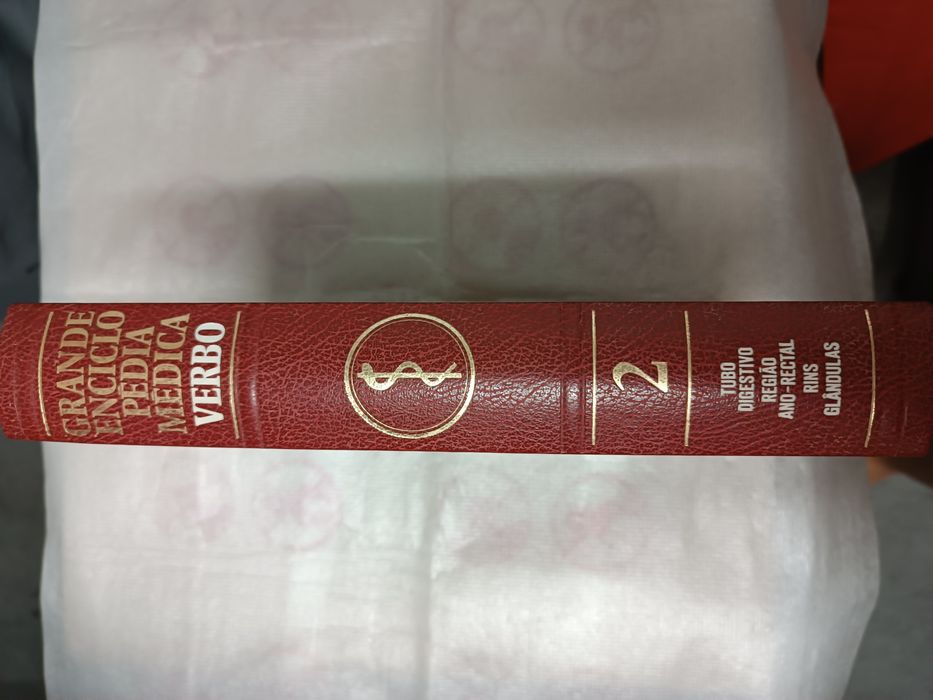 GRANDE
ENCICLO
PÉDIA
MÉDICA
VERBO
2
TUBO
DIGESTIVO
REGIÃO
ANO-RECTAL
RINS
GLÂNDULAS